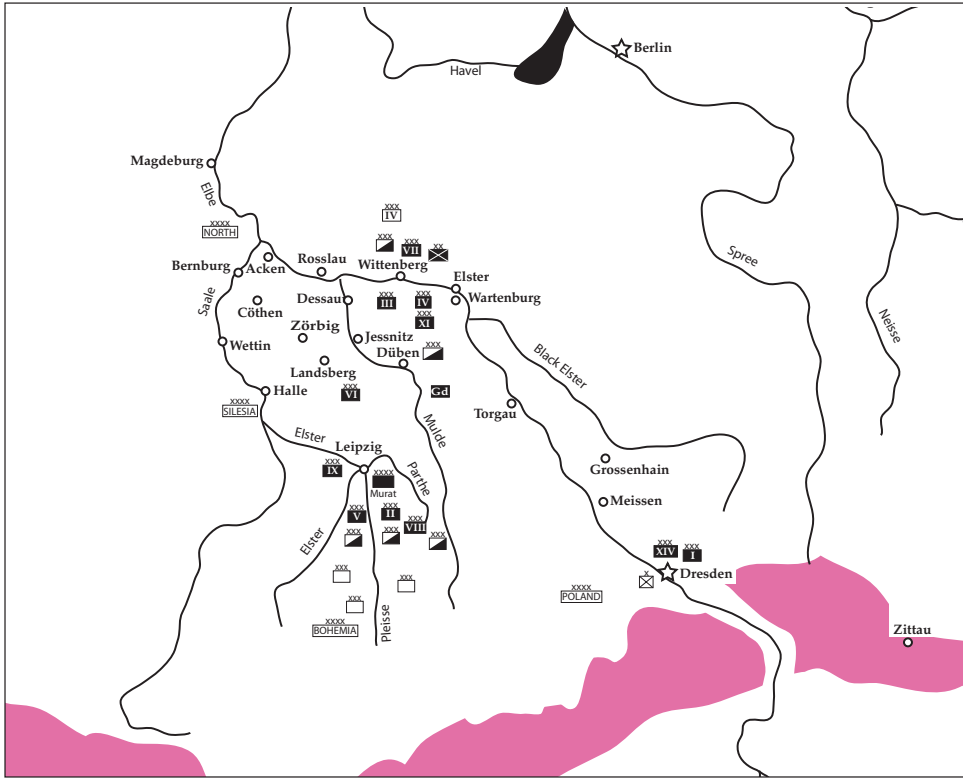 Berlin
Havel
Magdeburg
Elbe
xxx
IV
xxxx
NORTH
xxx
xxx
VII
xx
Spree
Rosslau
Wittenberg
Acken
Bernburg
Elster
Neisse
Saale
Dessau
xxx
III
xxx
IV
Wartenburg
Cöthen
xxx
XI
Zörbig
Jessnitz
Wettin
xxx
Düben
Black Elster
Landsberg
xxx
VI
Gd
Halle
xxxx
SILESIA
Torgau
Mulde
Elster
Leipzig
xxx
IX
xxxx
Murat
Parthe
Grossenhain
Meissen
xxx
V
xxx
II
xxx
VIII
xxx
xxx
xxx
Elster
xxx
XIV
xxx
I
Dresden
x
xxx
xxx
xxxx
POLAND
xxx
xxxx
BOHEMIA
Pleisse
Zittau